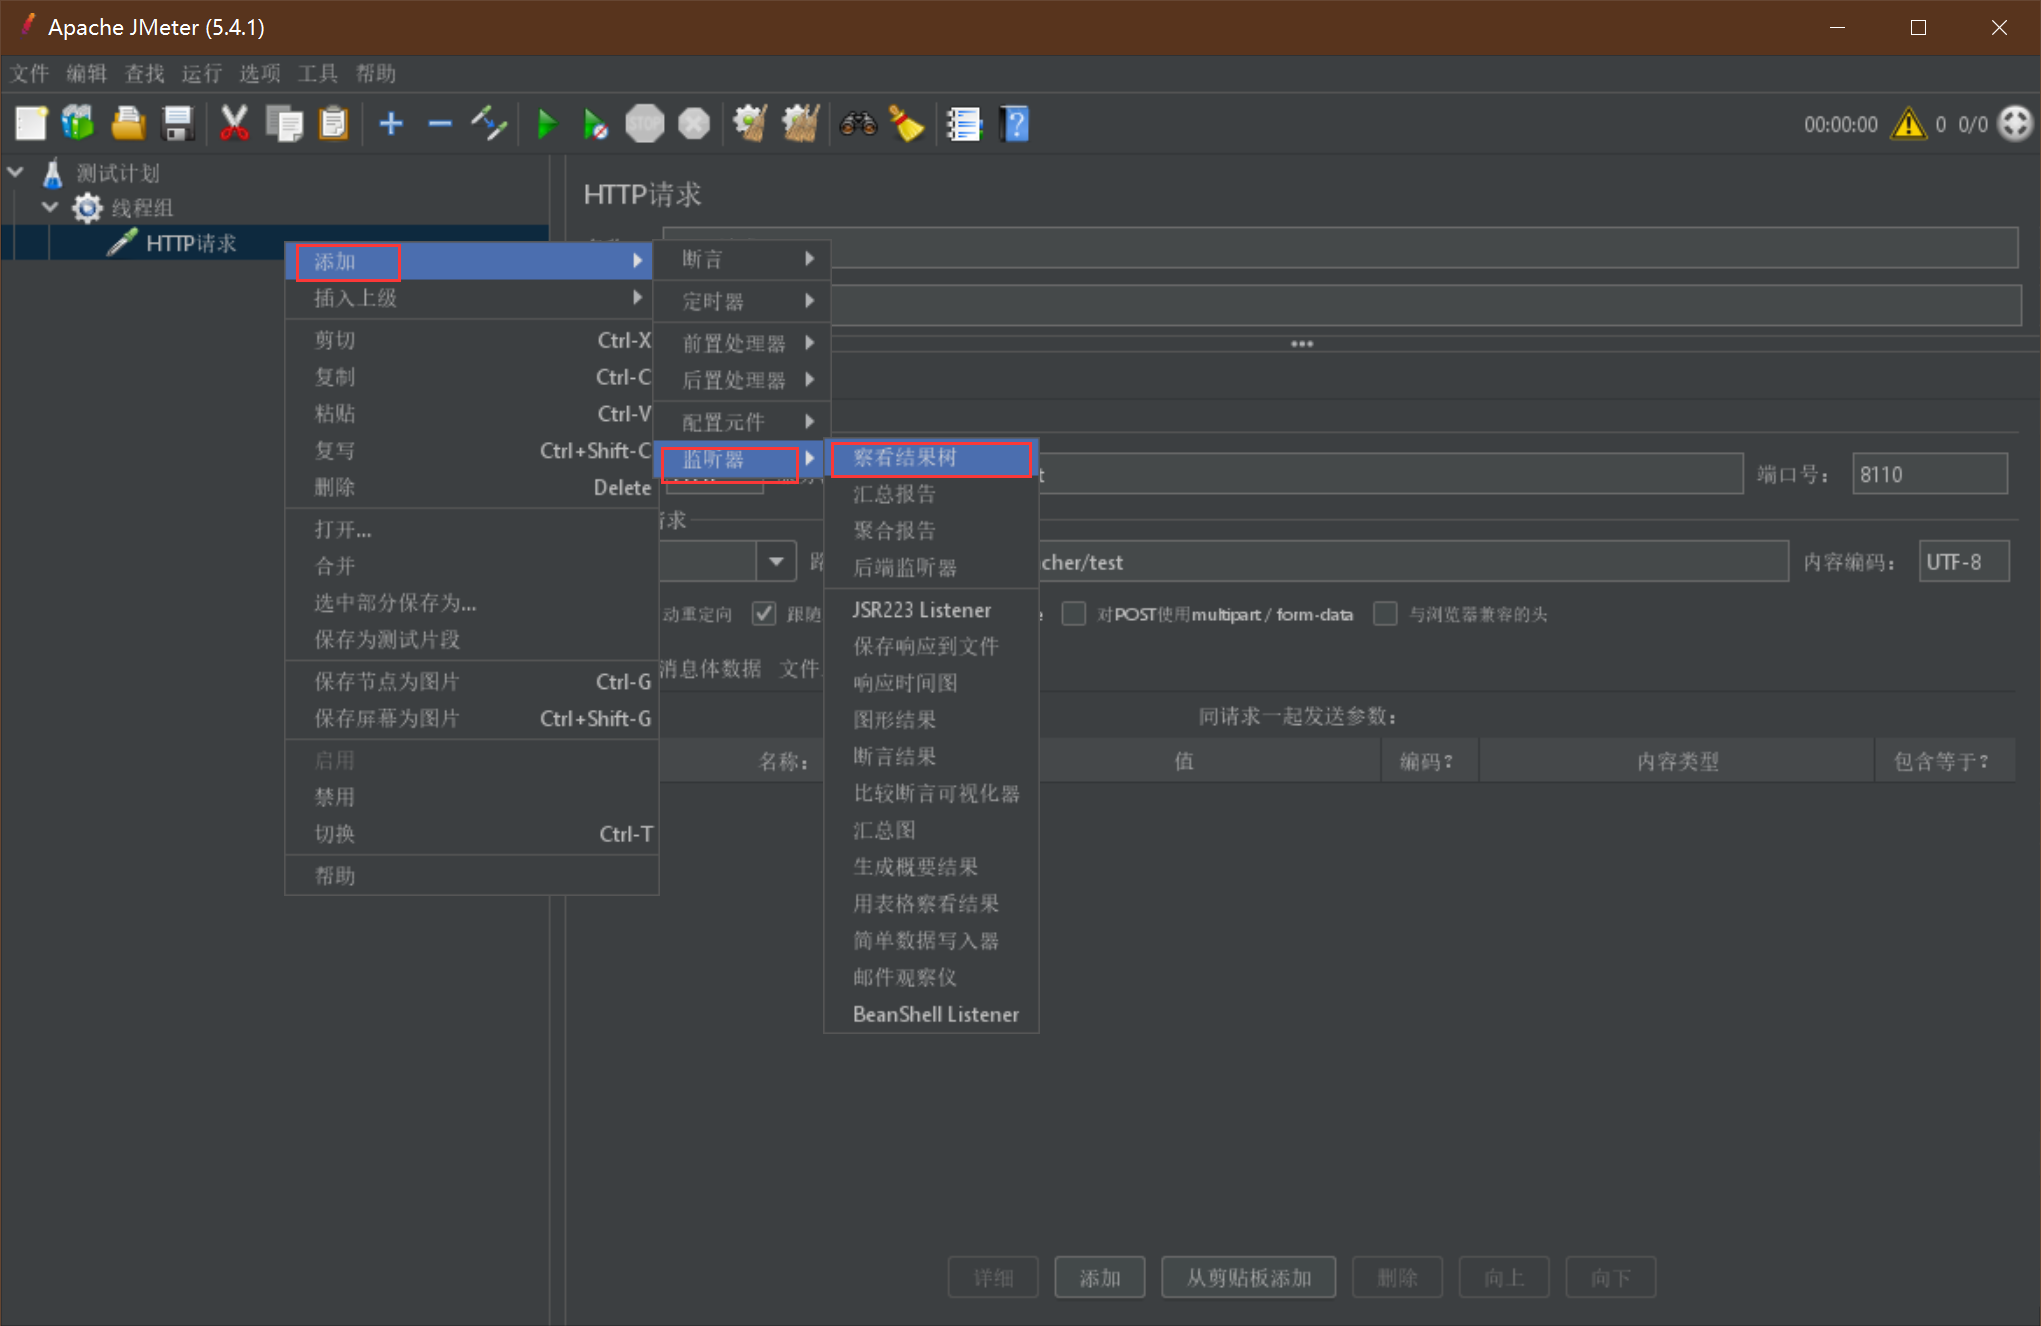 Apache JMeter (5.4.1)
文件 编辑 查找 运行 选项 工具 帮助
STOP
00:00:00 0 0/0
测试计划
线程组
HTTP请求
HTTP请求
添加
插入上级
剪切 Ctrl-X
复制 Ctrl-C
粘贴 Ctrl-V
复写 Ctrl+Shift-C
删除 Delete
打开...
合并
选中部分保存为...
保存为测试片段
保存节点为图片 Ctrl-G
保存屏幕为图片 Ctrl+Shift-G
启用
禁用
切换 Ctrl-T
帮助
断言
定时器
前置处理器
后置处理器
配置元件
监听器
察看结果树
汇总报告
聚合报告
后端监听器
JSR223 Listener
保存响应到文件
响应时间图
图形结果
断言结果
比较断言可视化器
汇总图
生成概要结果
用表格察看结果
简单数据写入器
邮件观察仪
BeanShell Listener
t 端口号： 8110
求
路 cher/test 内容编码： UTF-8
动重定向 跟随 对POST使用multipart / form-data 与浏览器兼容的头
消息体数据 文件
同请求一起发送参数：
名称： 值 编码？ 内容类型 包含等于？
详细 添加 从剪贴板添加 删除 向上 向下